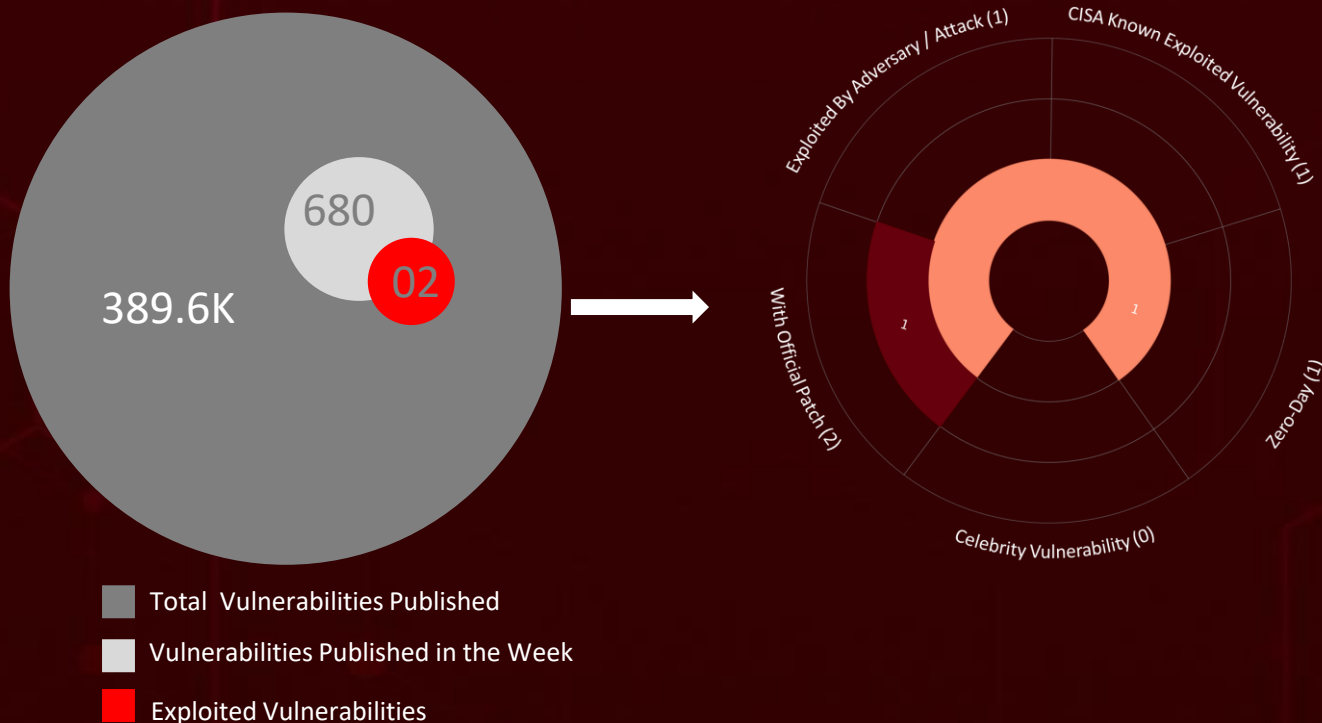 389.6K
680
02
Total Vulnerabilities Published
Vulnerabilities Published in the Week
Exploited Vulnerabilities
Exploited By Adversary / Attack (1)
CISA Known Exploited Vulnerability (1)
With Official Patch (2)
1
1
Zero-Day (1)
Celebrity Vulnerability (0)